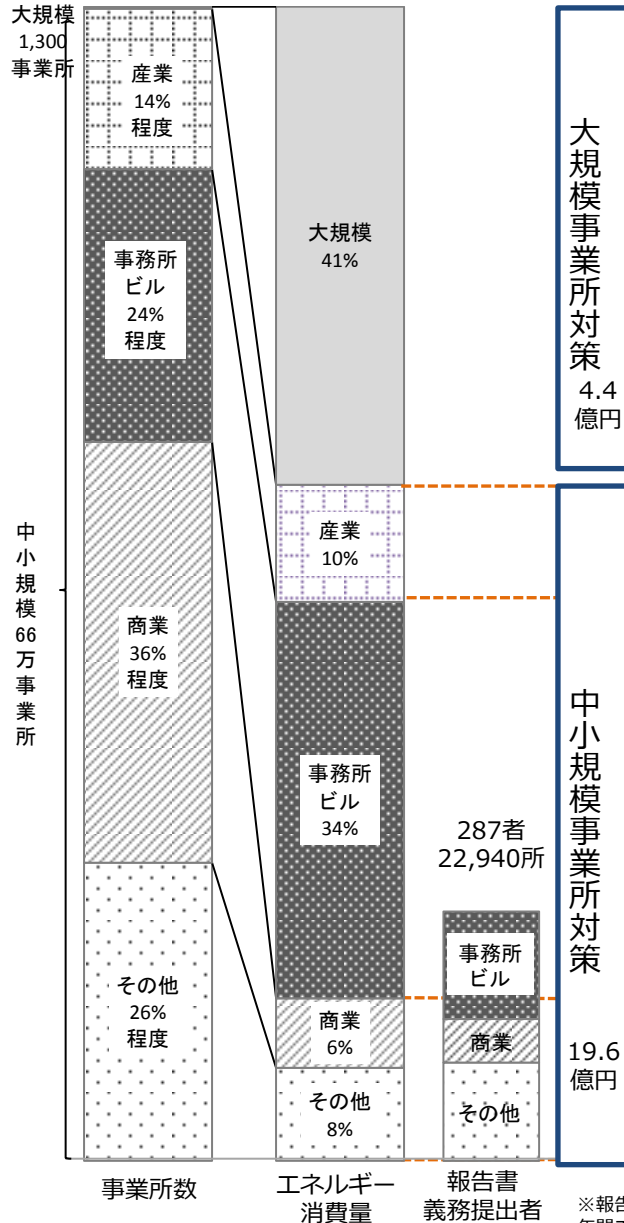 大規模
1,300
事業所
産業
14%
程度
事務所
ビル
24%
程度
中小規模66万事業所
商業
36%
程度
その他
26%
程度
事業所数
大規模
41%
産業
10%
事務所
ビル
34%
商業
6%
その他
8%
エネルギー
消費量
287者
22,940所
事務所
ビル
商業
その他
報告書
義務提出者
大規模事業所対策
4.4
億円
中小規模事業所対策
19.6
億円
※報告